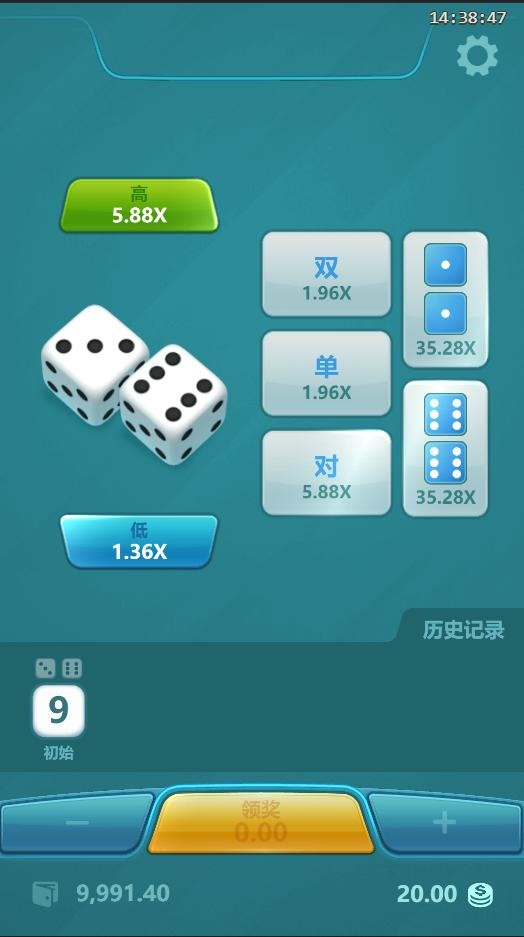 14:38:47
高
5.88X
双
1.96X
35.28X
单
1.96X
对
5.88X
35.28X
低
1.36X
历史记录
9
初始
领奖
0.00
9,991.40
20.00